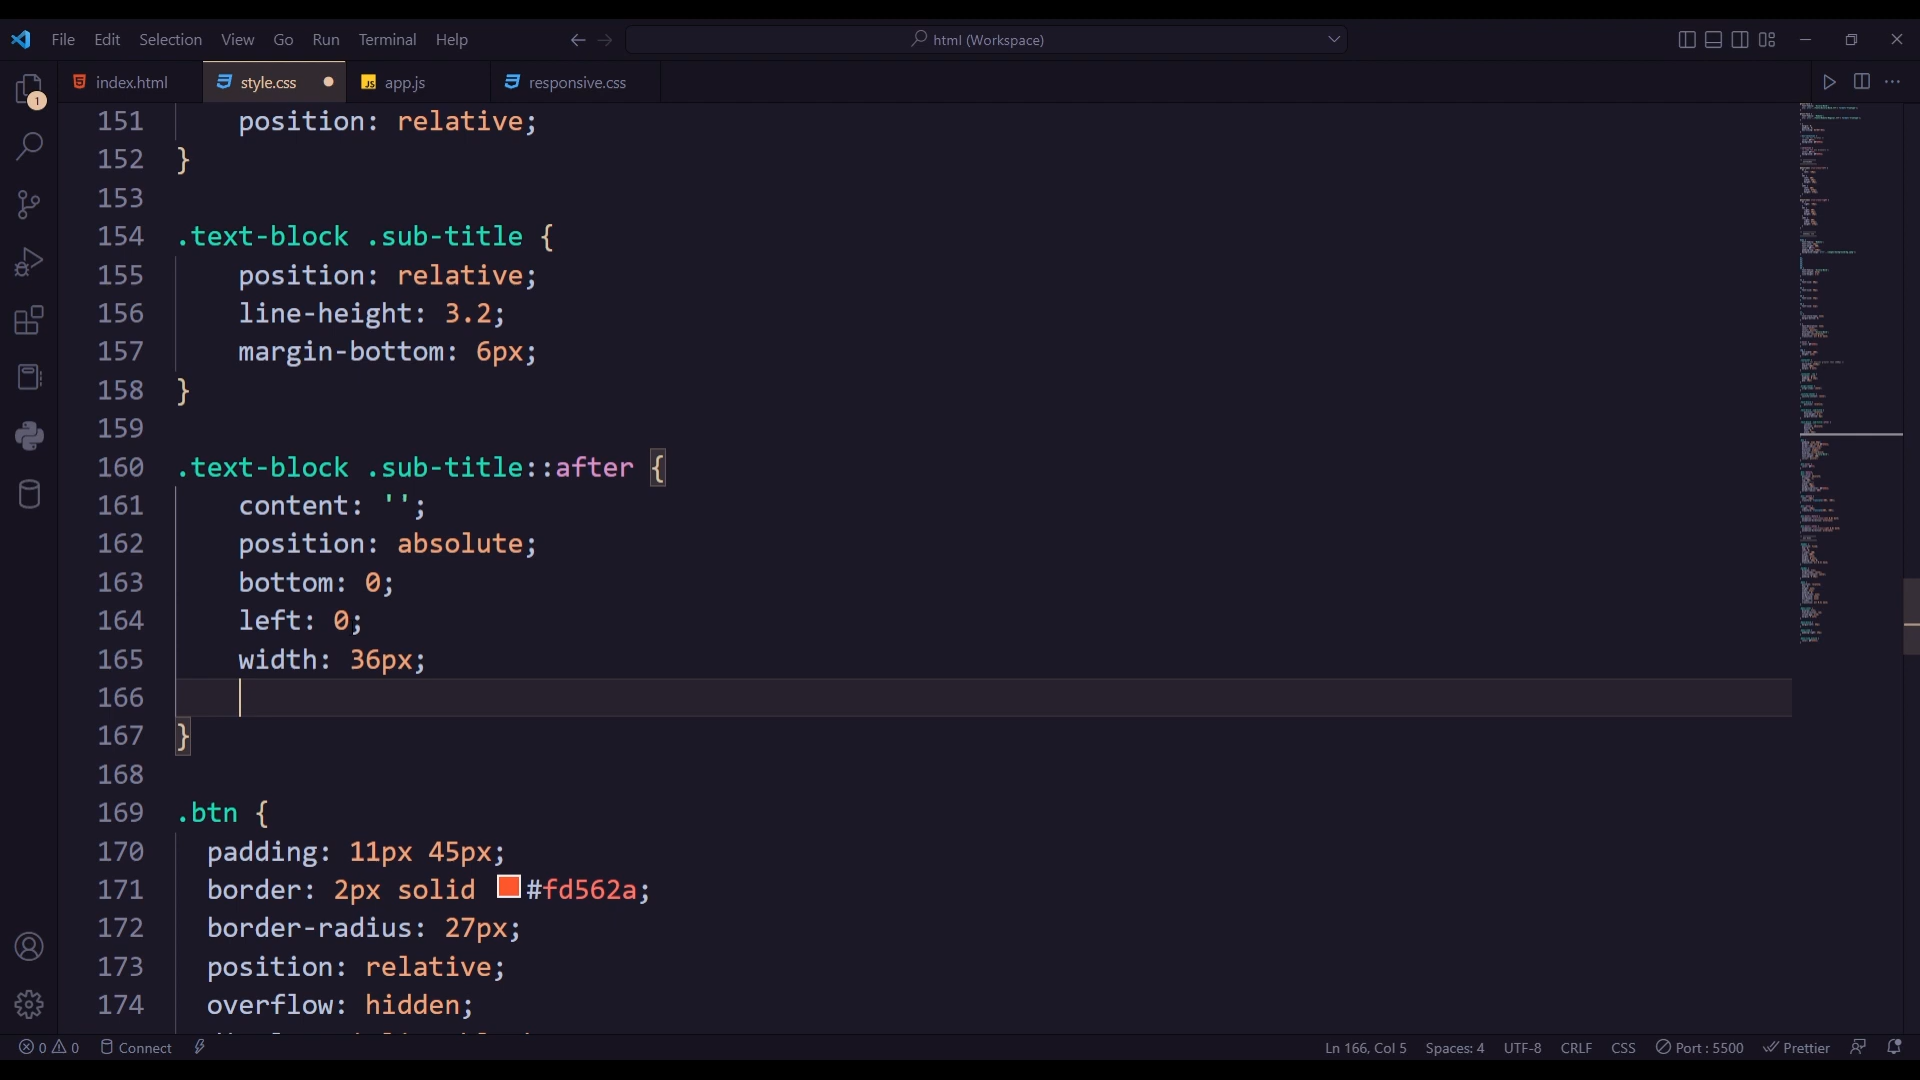 File Edit Selection View Go Run Terminal Help
html (Workspace)
index.html style.css app.js responsive.css
1
151 position: relative;
152 }
153
154 .text-block .sub-title {
155 position: relative;
156 line-height: 3.2;
157 margin-bottom: 6px;
158 }
159
160 .text-block .sub-title::after {
161 content: '';
162 position: absolute;
163 bottom: 0;
164 left: 0;
165 width: 36px;
166
167 }
168
169 .btn {
170 padding: 11px 45px;
171 border: 2px solid #fd562a;
172 border-radius: 27px;
173 position: relative;
174 overflow: hidden;
0 0 Connect Ln 166, Col 5 Spaces: 4 UTF-8 CRLF CSS Port : 5500 Prettier